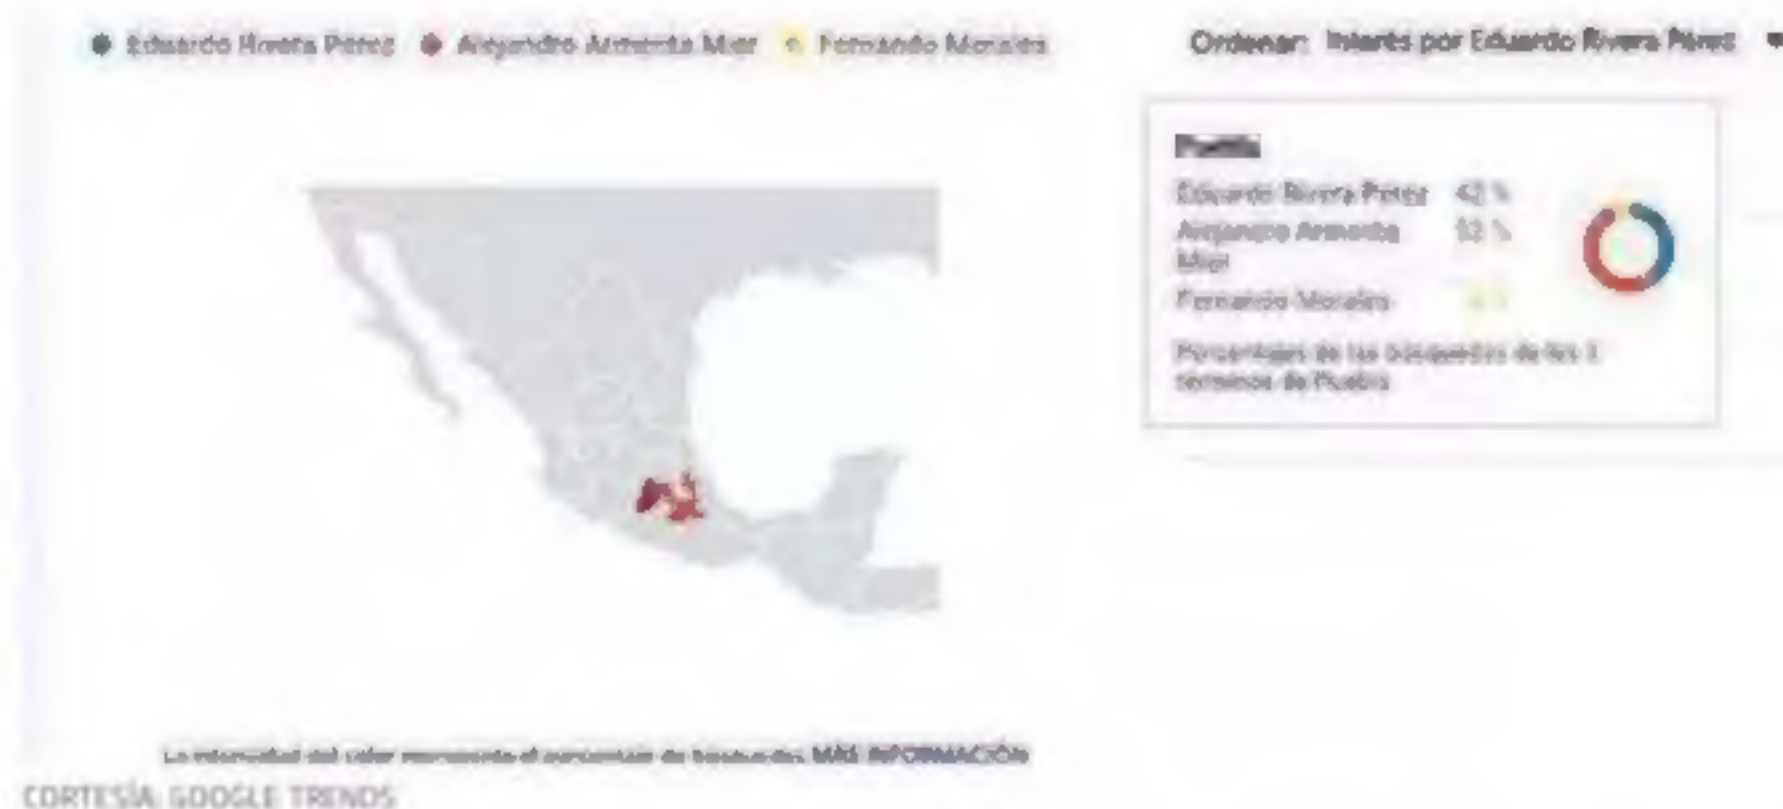 Eduardo Rivera Pérez Alejandro Armenta Mier Fernando Morales
Ordenar: Interés por Eduardo Rivera Pérez
Puebla
Eduardo Rivera Pérez 42 %
Alejandro Armenta
Mier
Fernando Morales
Porcentajes de las búsquedas de los 3
términos de Puebla
La intensidad del color representa el porcentaje de búsquedas MÁS INFORMACIÓN
CORTESÍA: GOOGLE TRENDS